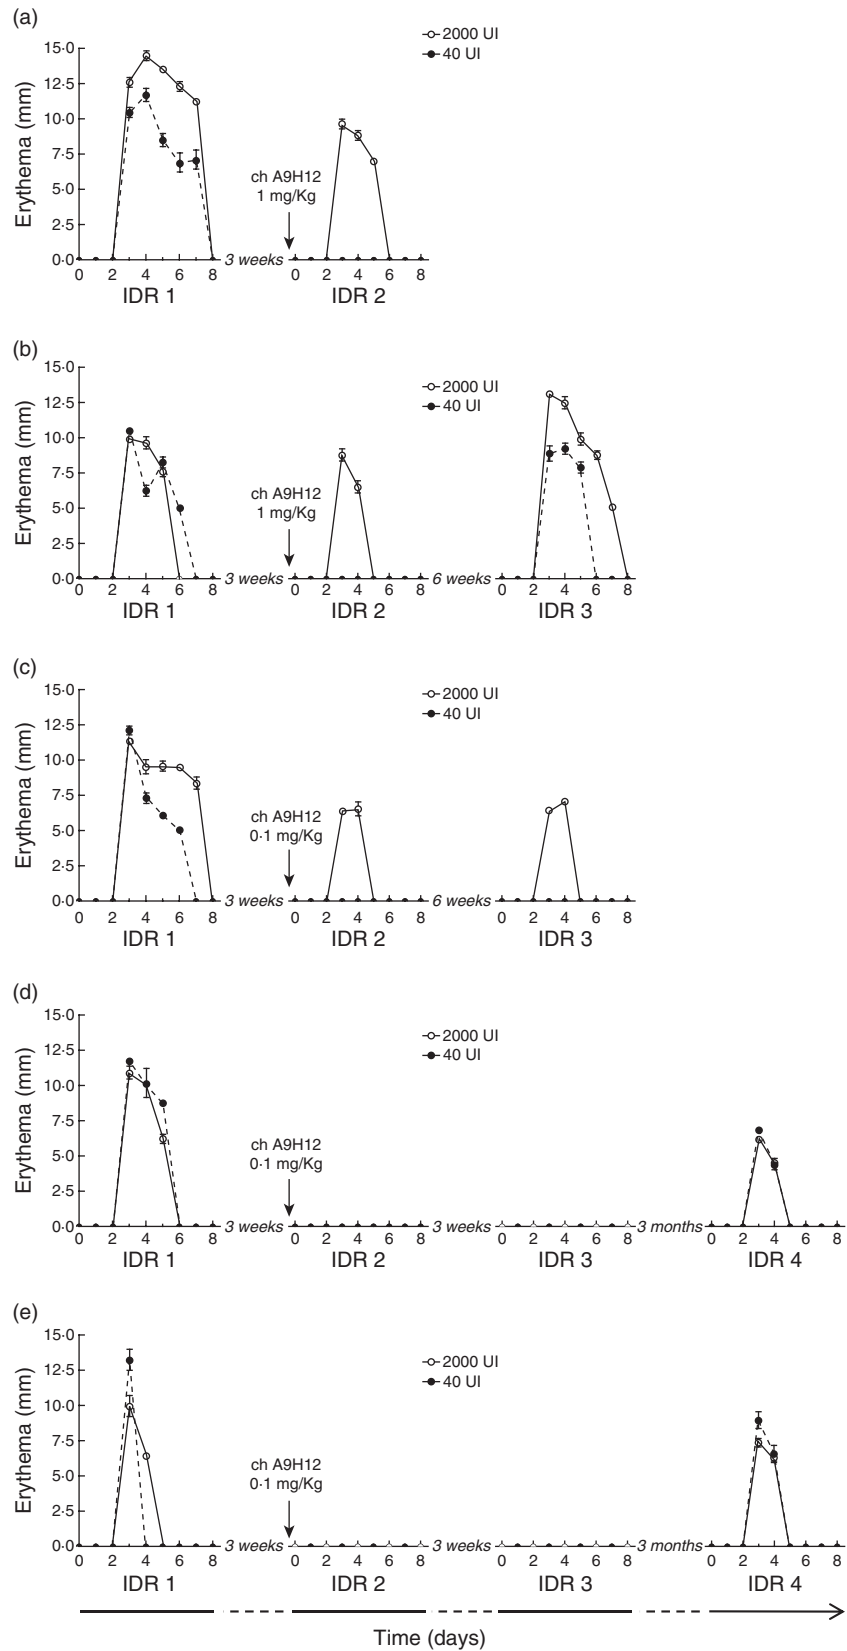 (a)
2000 UI
40 UI
15·0
12·5
10·0
7·5
5·0
2·5
0·0
Erythema (mm)
ch A9H12
1 mg/Kg
0 2 4 6 8 3 weeks 0 2 4 6 8
IDR 1 IDR 2
(b)
2000 UI
40 UI
15·0
12·5
10·0
7·5
5·0
2·5
0·0
Erythema (mm)
ch A9H12
1 mg/Kg
0 2 4 6 8 3 weeks 0 2 4 6 8 6 weeks 0 2 4 6 8
IDR 1 IDR 2 IDR 3
(c)
2000 UI
40 UI
15·0
12·5
10·0
7·5
5·0
2·5
0·0
Erythema (mm)
ch A9H12
0·1 mg/Kg
0 2 4 6 8 3 weeks 0 2 4 6 8 6 weeks 0 2 4 6 8
IDR 1 IDR 2 IDR 3
(d)
2000 UI
40 UI
15·0
12·5
10·0
7·5
5·0
2·5
0·0
Erythema (mm)
ch A9H12
0·1 mg/Kg
0 2 4 6 8 3 weeks 0 2 4 6 8 3 weeks 0 2 4 6 8 3 months 0 2 4 6 8
IDR 1 IDR 2 IDR 3 IDR 4
(e)
2000 UI
40 UI
15·0
12·5
10·0
7·5
5·0
2·5
0·0
Erythema (mm)
ch A9H12
0·1 mg/Kg
0 2 4 6 8 3 weeks 0 2 4 6 8 3 weeks 0 2 4 6 8 3 months 0 2 4 6 8
IDR 1 IDR 2 IDR 3 IDR 4
Time (days)